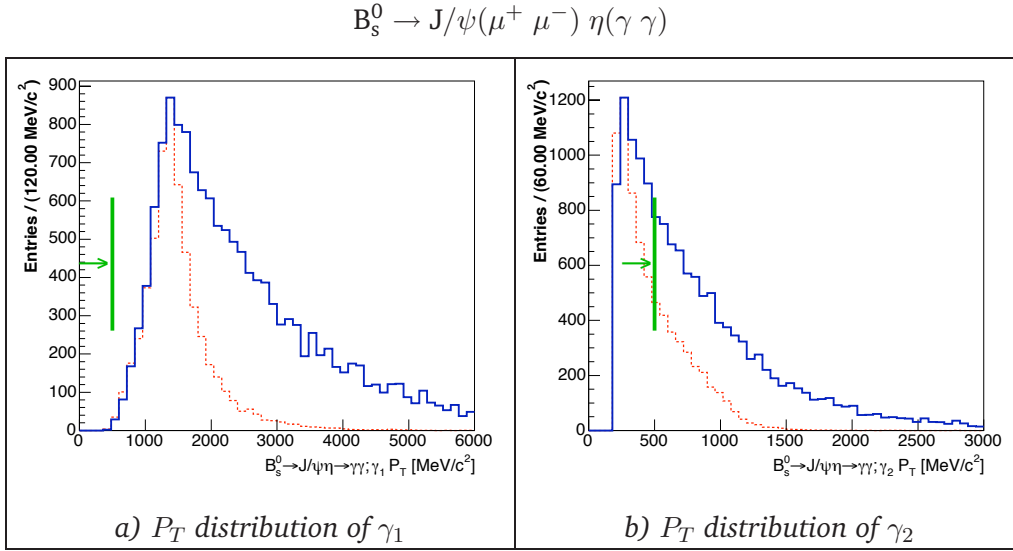 B⁰ₛ → J/ψ(μ⁺ μ⁻) η(γ γ)
Entries / (120.00 MeV/c²)
900
800
700
600
500
400
300
200
100
0
0 1000 2000 3000 4000 5000 6000
B⁰ₛ→J/ψη→γγ; γ₁ P_T [MeV/c²]
a) P_T distribution of γ₁
Entries / (60.00 MeV/c²)
1200
1000
800
600
400
200
0
0 500 1000 1500 2000 2500 3000
B⁰ₛ→J/ψη→γγ; γ₂ P_T [MeV/c²]
b) P_T distribution of γ₂